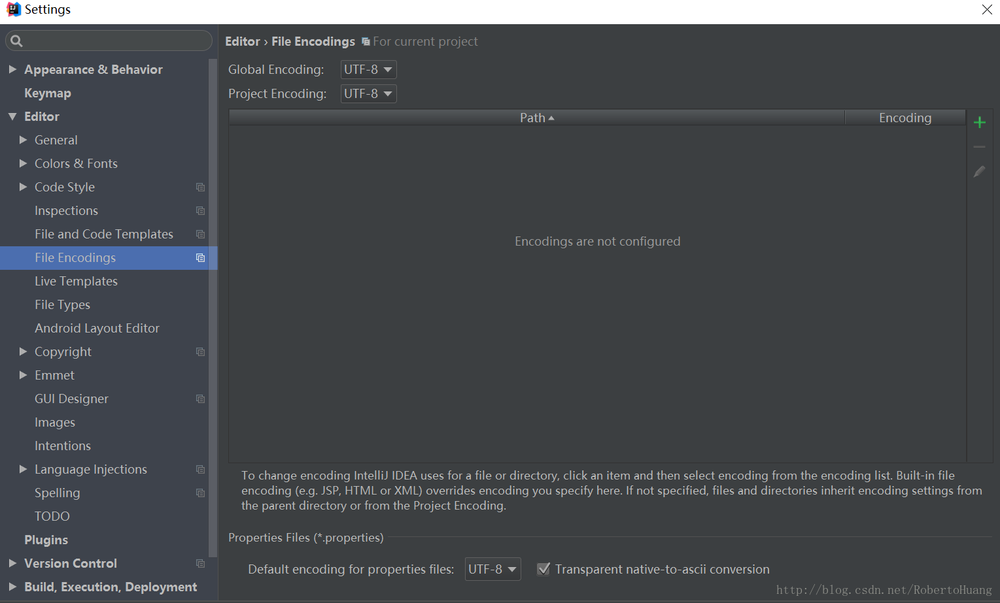 Settings
Appearance & Behavior
Keymap
Editor
General
Colors & Fonts
Code Style
Inspections
File and Code Templates
File Encodings
Live Templates
File Types
Android Layout Editor
Copyright
Emmet
GUI Designer
Images
Intentions
Language Injections
Spelling
TODO
Plugins
Version Control
Build, Execution, Deployment
Editor › File Encodings For current project
Global Encoding: UTF-8
Project Encoding: UTF-8
Path Encoding
Encodings are not configured
To change encoding IntelliJ IDEA uses for a file or directory, click an item and then select encoding from the encoding list. Built-in file
encoding (e.g. JSP, HTML or XML) overrides encoding you specify here. If not specified, files and directories inherit encoding settings from
the parent directory or from the Project Encoding.
Properties Files (*.properties)
Default encoding for properties files: UTF-8 Transparent native-to-ascii conversion
http://blog.csdn.net/RobertoHuang